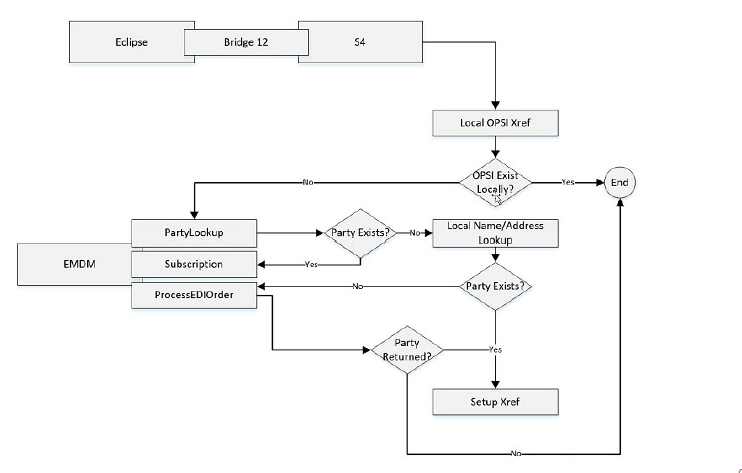 Eclipse
Bridge 12
S4
Local OPSI Xref
OPSI Exist
Locally?
No
Yes
End
PartyLookup
Party Exists?
No
Local Name/Address
Lookup
EMDM
Subscription
Yes
ProcessEDIOrder
No
Party Exists?
Party
Returned?
Yes
Setup Xref
No